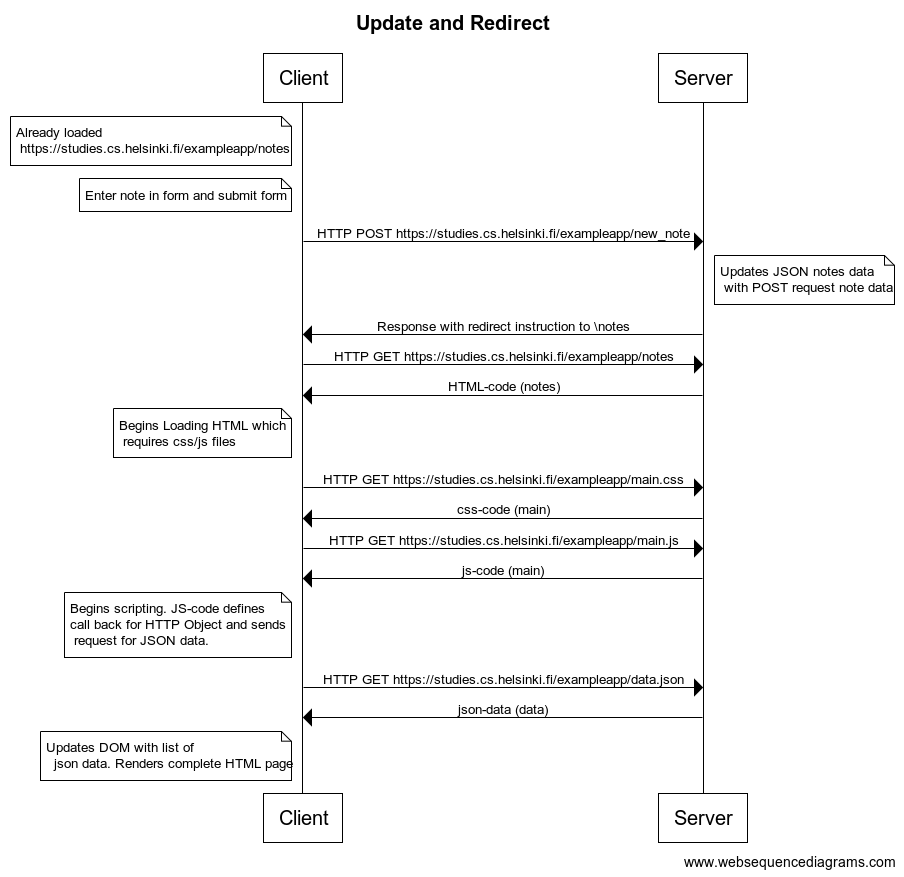 Update and Redirect
Client
Server
Already loaded
https://studies.cs.helsinki.fi/exampleapp/notes
Enter note in form and submit form
HTTP POST https://studies.cs.helsinki.fi/exampleapp/new_note
Updates JSON notes data
with POST request note data
Response with redirect instruction to \notes
HTTP GET https://studies.cs.helsinki.fi/exampleapp/notes
HTML-code (notes)
Begins Loading HTML which
requires css/js files
HTTP GET https://studies.cs.helsinki.fi/exampleapp/main.css
css-code (main)
HTTP GET https://studies.cs.helsinki.fi/exampleapp/main.js
js-code (main)
Begins scripting. JS-code defines
call back for HTTP Object and sends
request for JSON data.
HTTP GET https://studies.cs.helsinki.fi/exampleapp/data.json
json-data (data)
Updates DOM with list of
json data. Renders complete HTML page
Client
Server
www.websequencediagrams.com